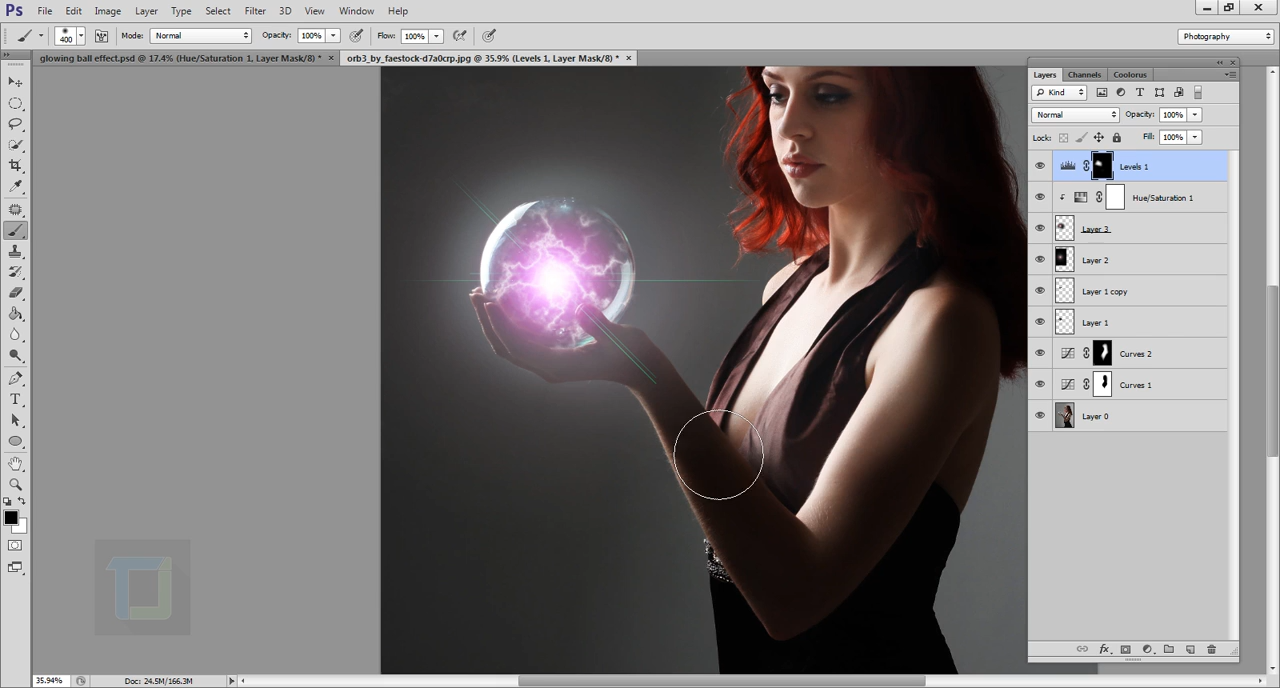 Ps File Edit Image Layer Type Select Filter 3D View Window Help
400 Mode: Normal Opacity: 100% Flow: 100% Photography
glowing ball effect.psd @ 17.4% (Hue/Saturation 1, Layer Mask/8) * × orb3_by_faestock-d7a0crp.jpg @ 35.9% (Levels 1, Layer Mask/8) * ×
Layers Channels Coolorus
Kind
Normal Opacity: 100%
Lock: Fill: 100%
Levels 1
Hue/Saturation 1
Layer 3
Layer 2
Layer 1 copy
Layer 1
Curves 2
Curves 1
Layer 0
fx
35.94% Doc: 24.5M/166.3M